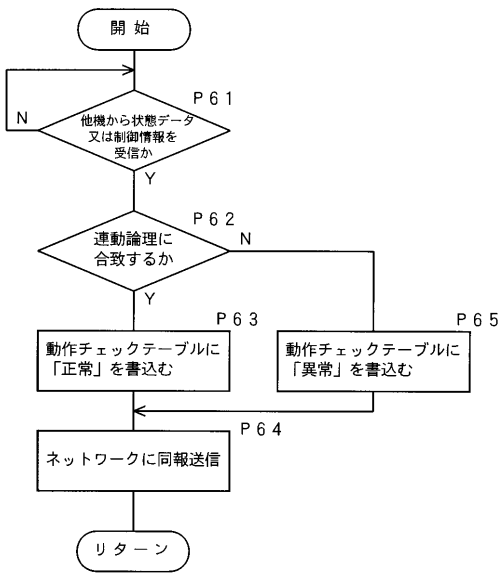 開始
P61
他機から状態データ
又は制御情報を
受信か
N
Y
P62
連動論理に
合致するか
N
Y
P63
動作チェックテーブルに
「正常」を書込む
P65
動作チェックテーブルに
「異常」を書込む
P64
ネットワークに同報送信
リターン